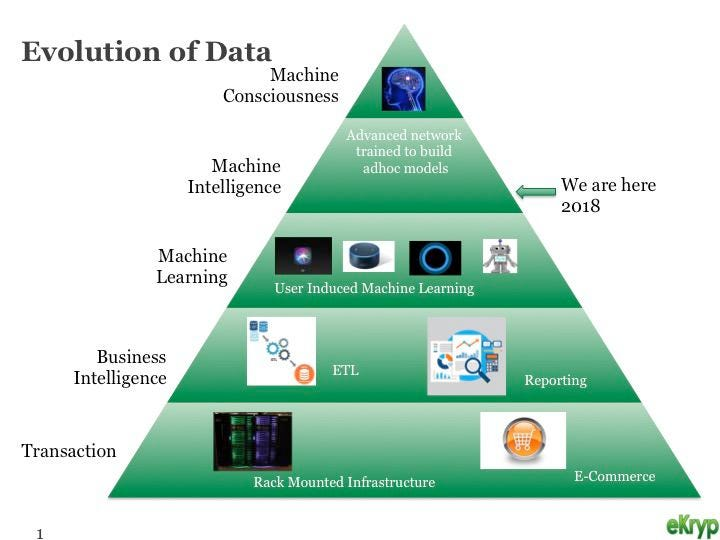 Evolution of Data
Machine
Consciousness
Advanced network
trained to build
adhoc models
Machine
Intelligence
We are here
2018
Machine
Learning
User Induced Machine Learning
Business
Intelligence
ETL
Reporting
Transaction
Rack Mounted Infrastructure
E-Commerce
1
eKryp